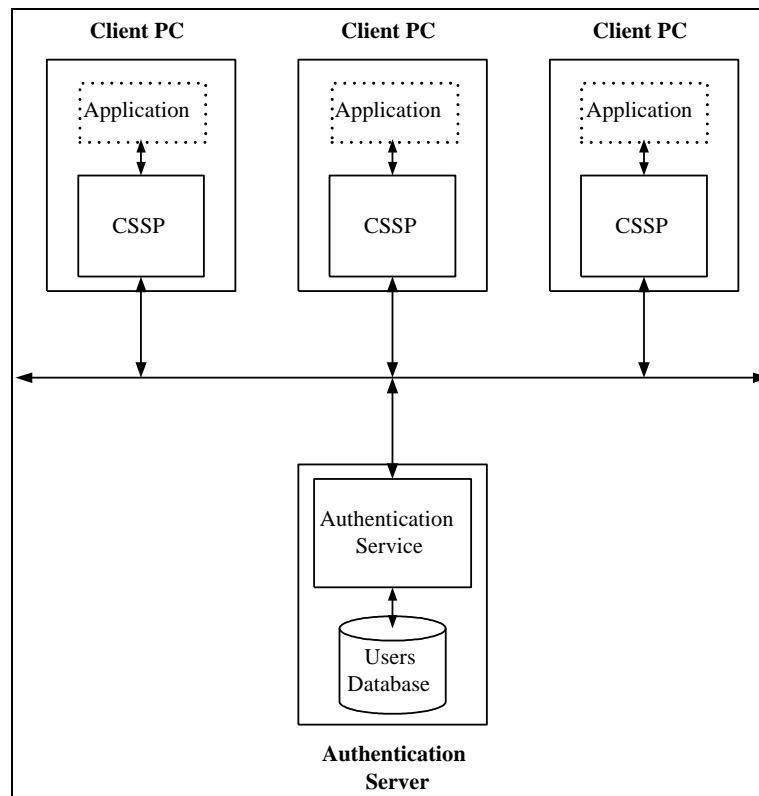 Client PC Client PC Client PC
Application Application Application
CSSP CSSP CSSP
Authentication
Service
Users
Database
Authentication
Server